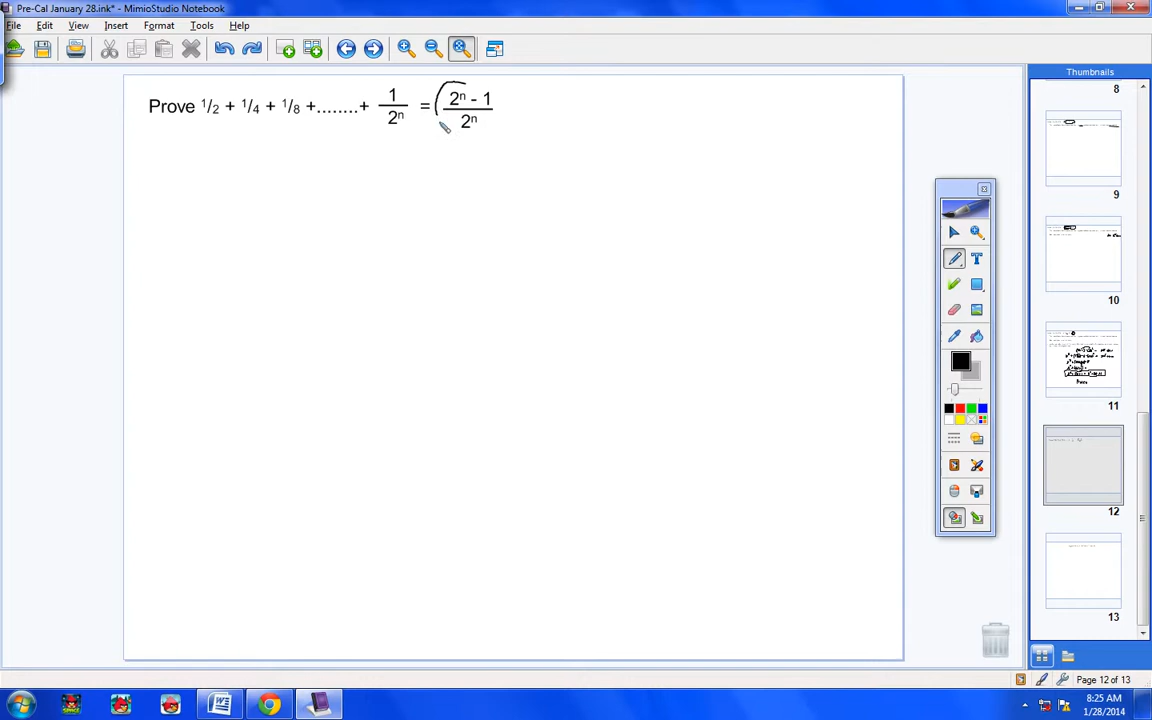 Pre-Cal January 28.ink* - MimioStudio Notebook
File Edit View Insert Format Tools Help
Thumbnails
Prove 1/2 + 1/4 + 1/8 +........+ 1/2ⁿ = (2ⁿ - 1/2ⁿ
8
9
10
11
12
13
Page 12 of 13
8:25 AM
1/28/2014